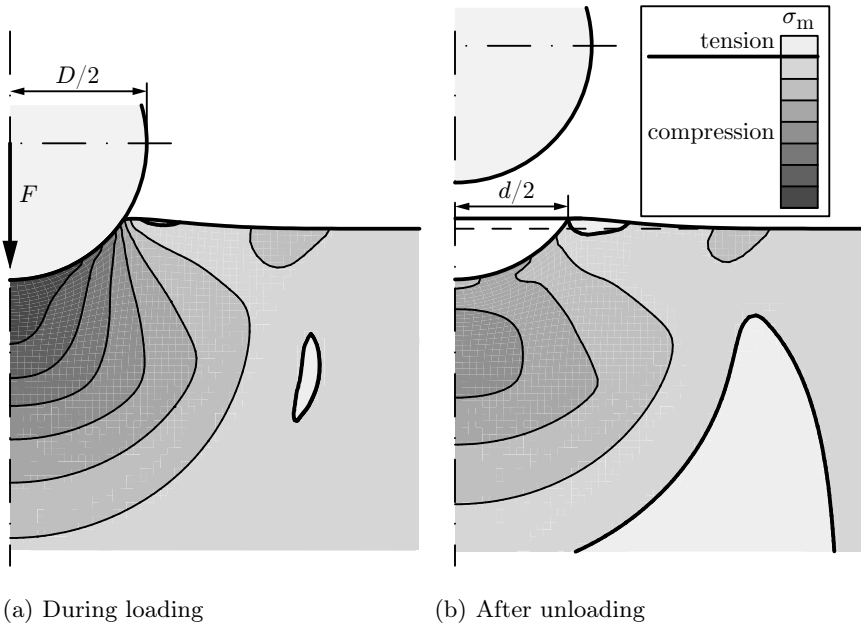 D/2
F
d/2
σm
tension
compression
(a) During loading
(b) After unloading